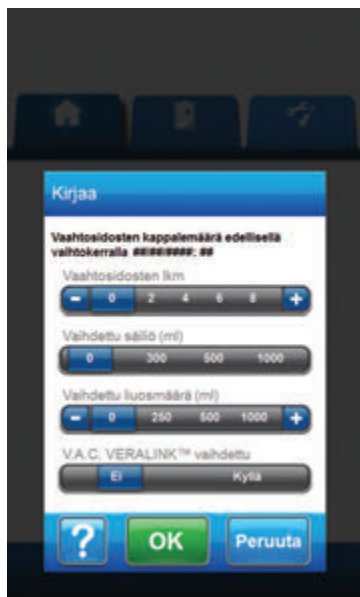 Kirjaa
Vaahtosidosten kappalemäärä edellisellä
vaihtokerralla ##/##/####: ##
Vaahtosidosten lkm
- 0 2 4 6 8 +
Vaihdettu säiliö (ml)
0 300 500 1000
Vaihdettu liuosmäärä (ml)
- 0 250 500 1000 +
V.A.C. VERALINK™ vaihdettu
Ei Kyllä
? OK Peruuta